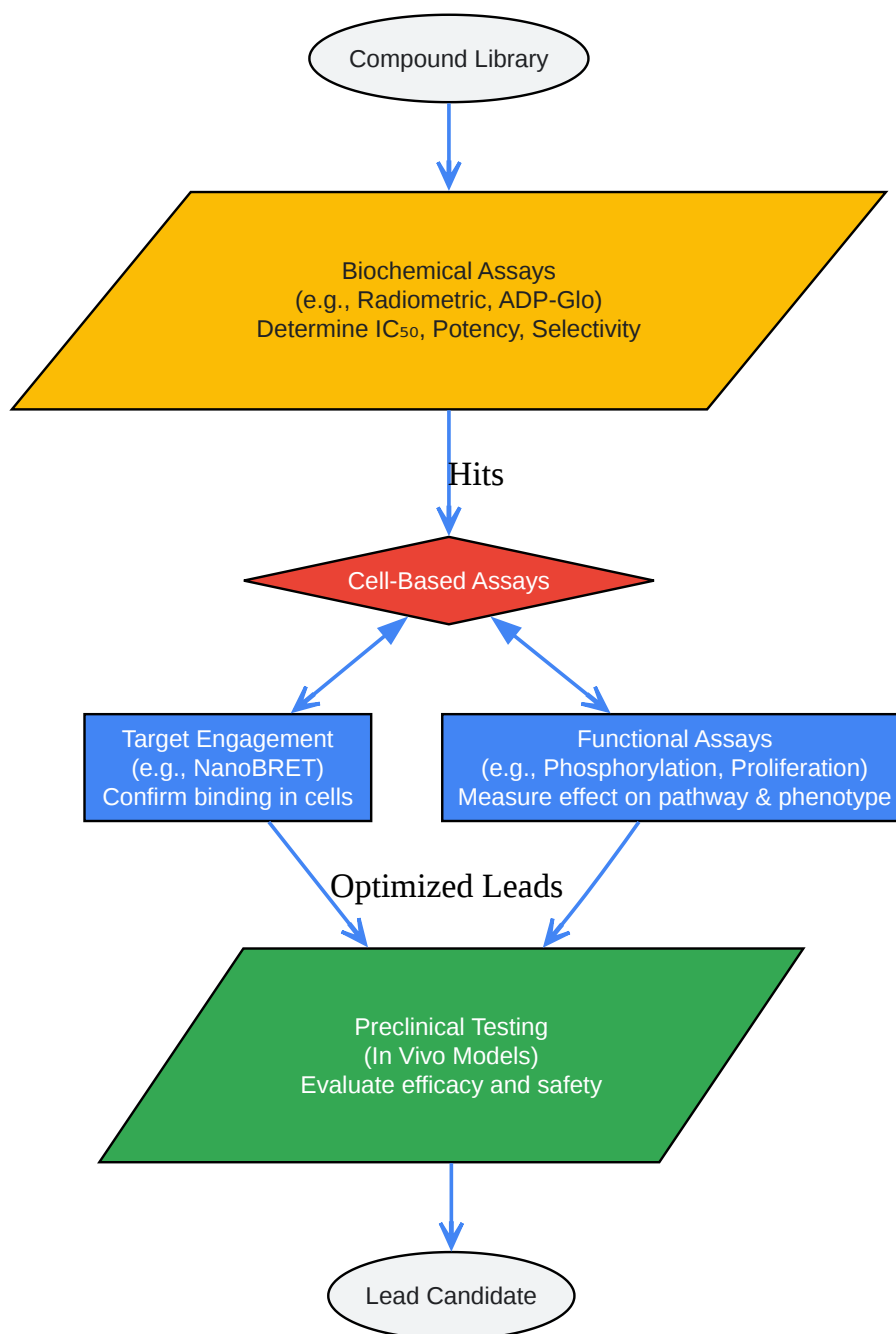 Compound Library
Biochemical Assays
(e.g., Radiometric, ADP-Glo)
Determine IC₅₀, Potency, Selectivity
Hits
Cell-Based Assays
Target Engagement
(e.g., NanoBRET)
Confirm binding in cells
Functional Assays
(e.g., Phosphorylation, Proliferation)
Measure effect on pathway & phenotype
Optimized Leads
Preclinical Testing
(In Vivo Models)
Evaluate efficacy and safety
Lead Candidate